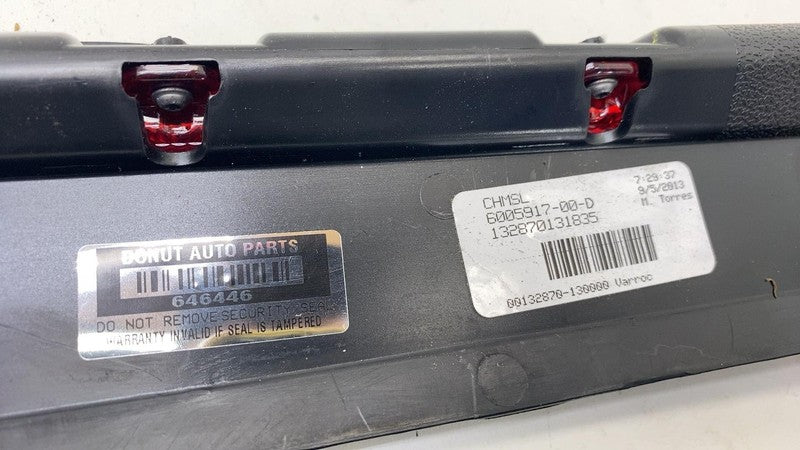 DONUT AUTO PARTS
646446
DO NOT REMOVE SECURITY SEAL
WARRANTY INVALID IF SEAL IS TAMPERED
CHMSL
6005917-00-D
132870131835
7:29:37
9/5/2013
M. Torres
00132870-130000 Varroc